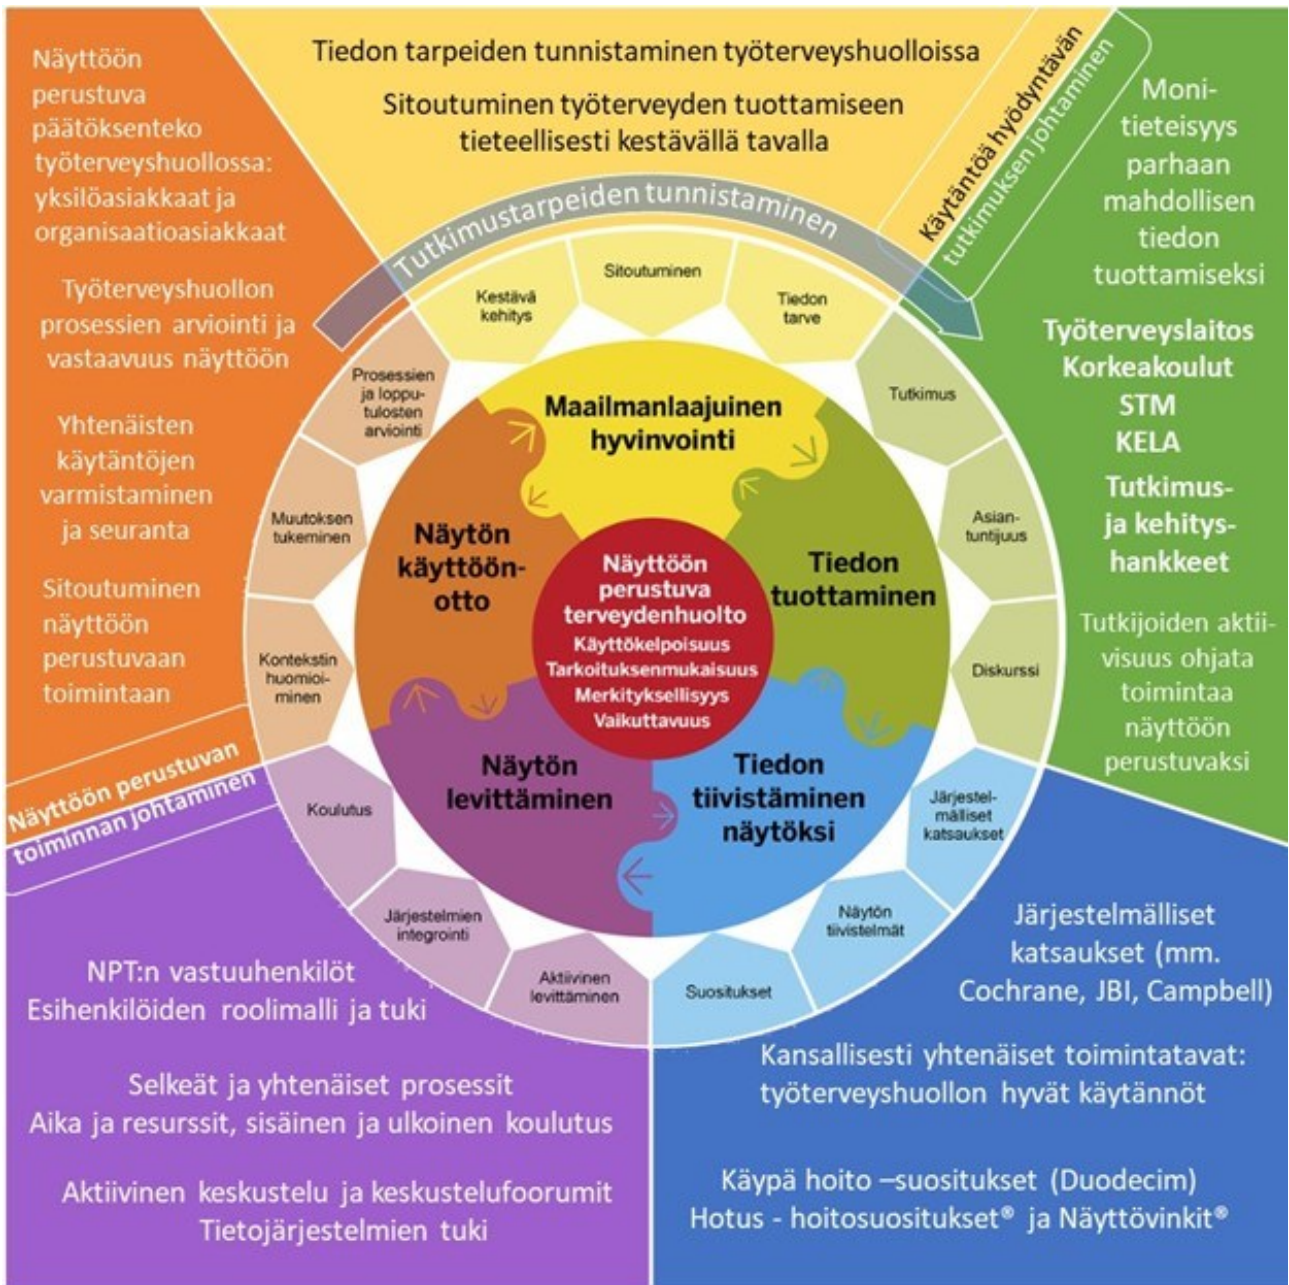 Näyttöön
perustuva
päätöksenteko
työterveyshuollossa:
yksilöasiakkaat ja
organisaatioasiakkaat
Työterveyshuollon
prosessien arviointi ja
vastaavuus näyttöön
Yhtenäisten
käytäntöjen
varmistaminen
ja seuranta
Sitoutuminen
näyttöön
perustuvaan
toimintaan
Näyttöön perustuvan
toiminnan johtaminen
Tiedon tarpeiden tunnistaminen työterveyshuolloissa
Sitoutuminen työterveyden tuottamiseen
tieteellisesti kestävällä tavalla
Tutkimustarpeiden tunnistaminen
Käytäntöä hyödyntävän
tutkimuksen johtaminen
Moni-
tieteisyys
parhaan
mahdollisen
tiedon
tuottamiseksi
Työterveyslaitos
Korkeakoulut
STM
KELA
Tutkimus-
ja kehitys-
hankkeet
Tutkijoiden aktii-
visuus ohjata
toimintaa
näyttöön
perustuvaksi
Kestävä
kehitys
Sitoutuminen
Tiedon
tarve
Tutkimus
Asian-
tuntijuus
Diskurssi
Järjestel-
mälliset
katsaukset
Näytön
tiivistelmät
Suositukset
Aktiivinen
levittäminen
Järjestelmien
integrointi
Koulutus
Kontekstin
huomioi-
minen
Muutoksen
tukeminen
Prosessien
ja loppu-
tulosten
arviointi
Maailmanlaajuinen
hyvinvointi
Tiedon
tuottaminen
Tiedon
tiivistäminen
näytöksi
Näytön
levittäminen
Näytön
käyttöön-
otto
Näyttöön
perustuva
terveydenhuolto
Käyttökelpoisuus
Tarkoituksenmukaisuus
Merkityksellisyys
Vaikuttavuus
NPT:n vastuuhenkilöt
Esihenkilöiden roolimalli ja tuki
Selkeät ja yhtenäiset prosessit
Aika ja resurssit, sisäinen ja ulkoinen koulutus
Aktiivinen keskustelu ja keskustelufoorumit
Tietojärjestelmien tuki
Järjestelmälliset
katsaukset (mm.
Cochrane, JBI, Campbell)
Kansallisesti yhtenäiset toimintatavat:
työterveyshuollon hyvät käytännöt
Käypä hoito –suositukset (Duodecim)
Hotus - hoitosuositukset® ja Näyttövinkit®